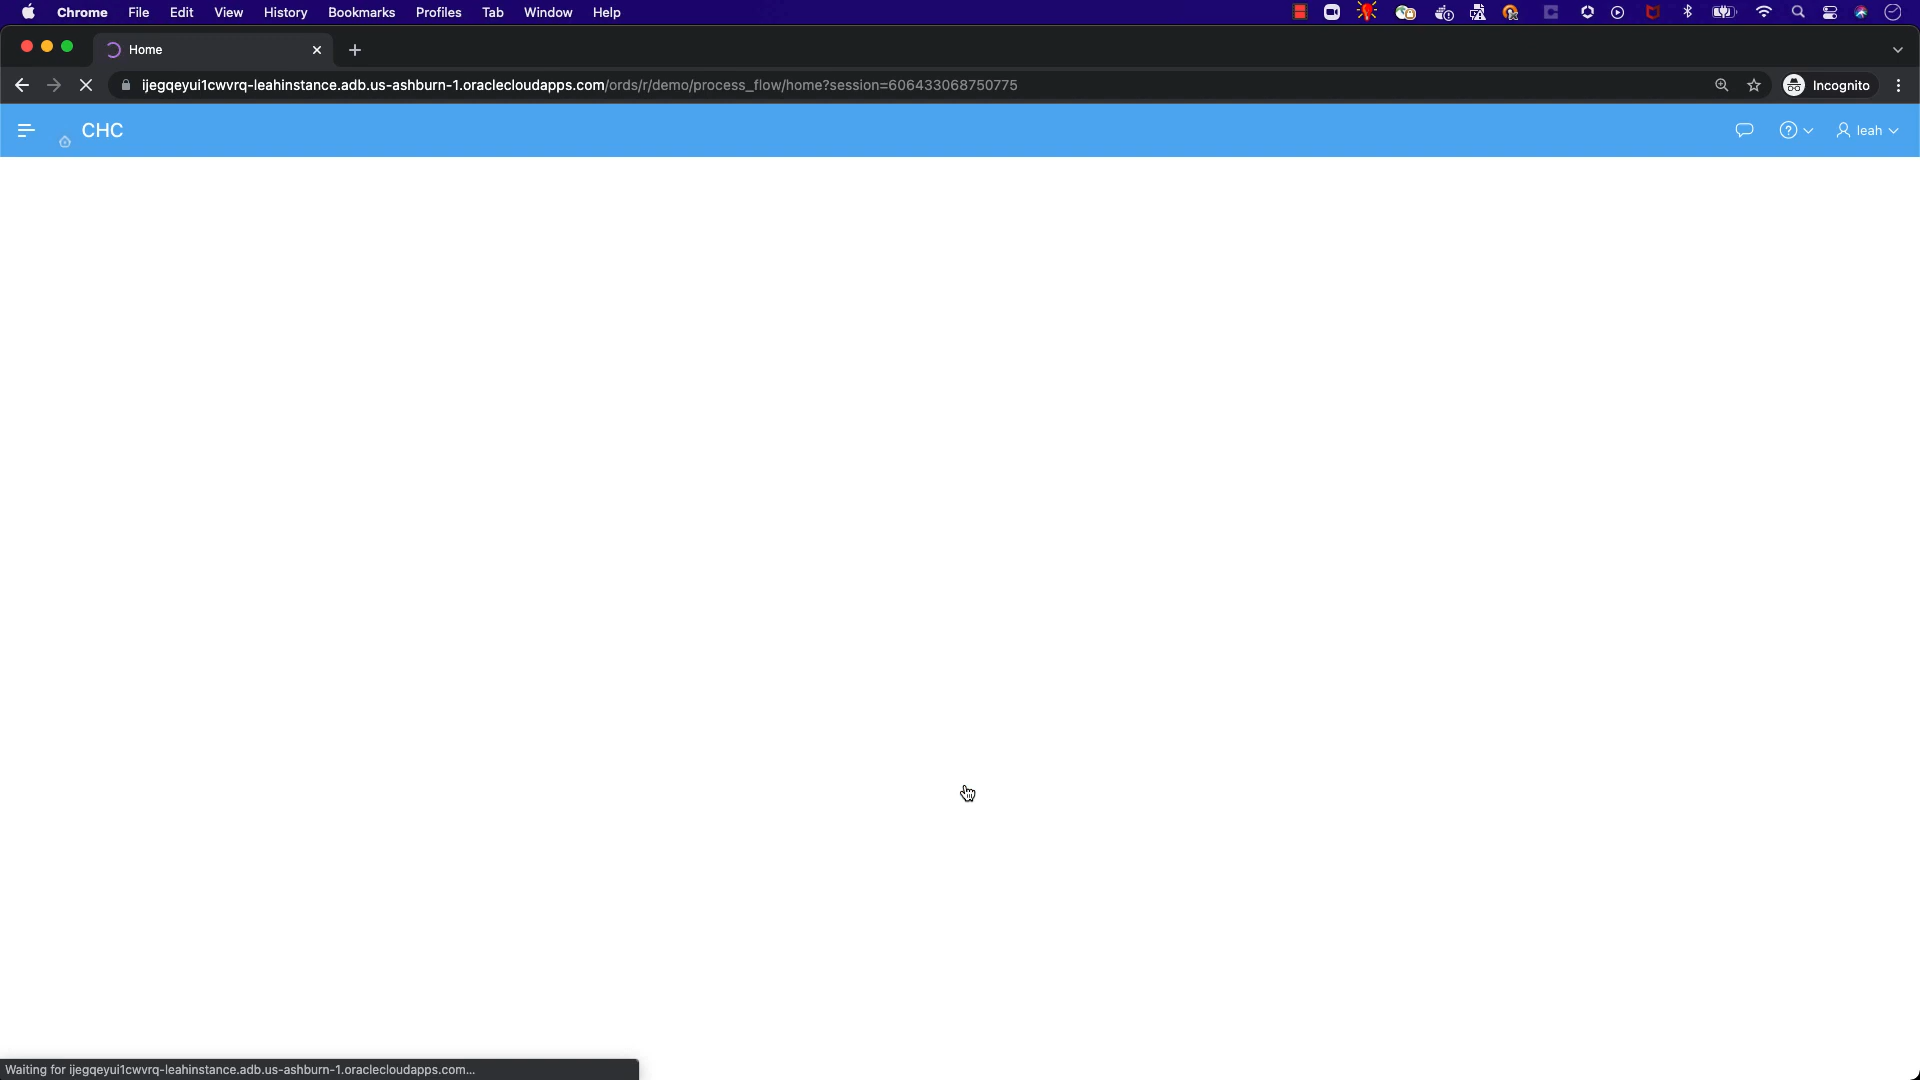 Chrome File Edit View History Bookmarks Profiles Tab Window Help
Home
ijegqeyui1cwvrq-leahinstance.adb.us-ashburn-1.oraclecloudapps.com/ords/r/demo/process_flow/home?session=606433068750775
Incognito
CHC
leah
Waiting for ijegqeyui1cwvrq-leahinstance.adb.us-ashburn-1.oraclecloudapps.com...